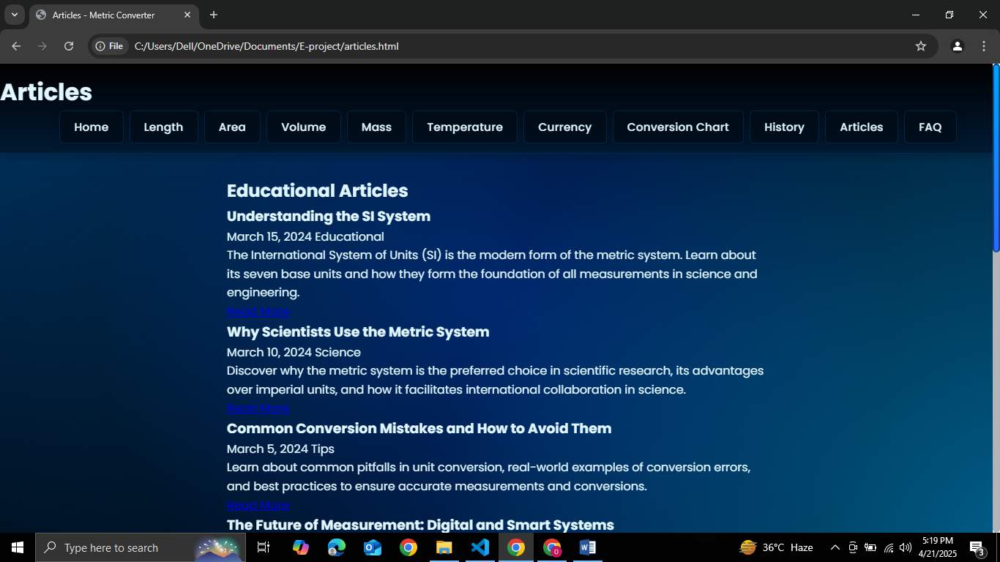 Articles - Metric Converter
File
C:/Users/Dell/OneDrive/Documents/E-project/articles.html
Articles
Home Length Area Volume Mass Temperature Currency Conversion Chart History Articles FAQ
Educational Articles
Understanding the SI System
March 15, 2024 Educational
The International System of Units (SI) is the modern form of the metric system. Learn about
its seven base units and how they form the foundation of all measurements in science and
engineering.
Read More
Why Scientists Use the Metric System
March 10, 2024 Science
Discover why the metric system is the preferred choice in scientific research, its advantages
over imperial units, and how it facilitates international collaboration in science.
Read More
Common Conversion Mistakes and How to Avoid Them
March 5, 2024 Tips
Learn about common pitfalls in unit conversion, real-world examples of conversion errors,
and best practices to ensure accurate measurements and conversions.
Read More
The Future of Measurement: Digital and Smart Systems
Type here to search
36°C Haze
5:19 PM
4/21/2025
3